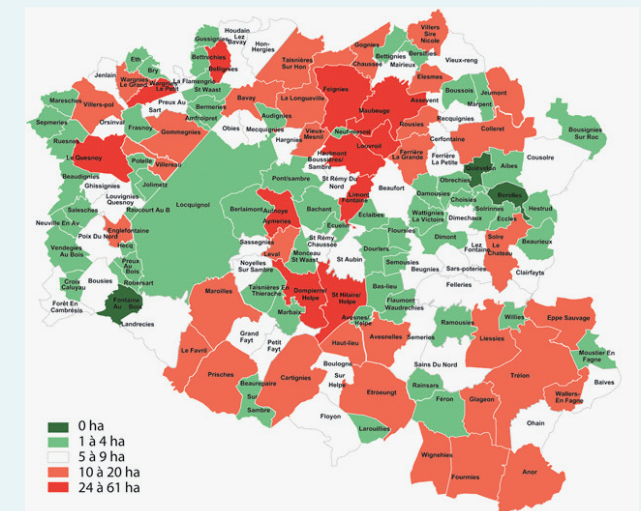 Houdain
Lez
Bavay
Hon-
Hergies
Villers
Sire
Nicole
Gussignies
Bettrechies
Bellignies
Taisnières
Sur Hon
Gognies
Chaussée
Bettignies
Bersillies
Mairieux
Vieux-reng
Eth
Bry
Jenlain
Wargnies
Le Grand
Wargnies
Le Petit
La Flamengrie
St Waast
Feignies
Elesmes
Boussois
Jeumont
Marpent
Maresches
Villers-pol
Preux Au
Sart
Bermeries
Bavay
La Longueville
Maubeuge
Assevent
Recquignies
Sepmeries
Orsinval
Amfroipret
Audignies
Rousies
Colleret
Bousignies
Sur Roc
Ruesnes
Frasnoy
Gommegnies
Obies
Mecquignies
Vieux-
Mesnil
Neuf-mesnil
Louvroil
Cerfontaine
Hargnies
Hautmont
Boussières/
Sambre
Ferrière
La Grande
Ferrière
La Petite
Cousolre
Le Quesnoy
Potelle
Villereau
Aibes
Beaudignies
Jolimetz
Pont/sambre
St Rémy Du
Nord
Limont
Fontaine
Beaufort
Obrechies
Ghissignies
Louvignies
Quesnoy
Locquignol
Damousies
Choisies
Salesches
Raucourt Au B
Berlaimont
Aulnoye
Aymeries
Bachant
Eclaibes
Wattignies
La Victoire
Solrinnes
Hestrud
Neuville En Av
Englefontaine
Poix Du Nord
Hecq
Dimechaux
Eccles
Floursies
Dimont
Vendegies
Au Bois
Preux
Au
Bois
Sassegnies
Leval
St Rémy
Chaussée
Dourlers
Lez
Fontaine
Solre
Le
Chateau
Beaurieux
Monceau
St Waast
St Aubin
Semousies
Croix
Caluyau
Robersart
Noyelles
Sur Sambre
Beugnies
Sars-poteries
Clairfayts
Bousies
Fontaine
Au Bois
Taisnières En
Thierache
Dompierre/
Helpe
St Hilaire/
Helpe
Bas-lieu
Felleries
Forêt En
Cambrésis
Maroilles
Marbaix
Flaumont
Waudrechies
Landrecies
Avesnes/
Helpe
Ramousies
Willies
Eppe Sauvage
Grand
Fayt
Petit
Fayt
Haut-lieu
Avesnelles
Semeries
Liessies
Le Favril
Boulogne
Sur
Helpe
Sains Du Nord
Moustier En
Fagne
Prisches
Cartignies
Trélon
Baives
Beaurepaire
Sur
Sambre
Etroeungt
Rainsars
Féron
Glageon
Wallers-
En Fagne
Floyon
Larouillies
Ohain
Wignehies
Fourmies
Anor
0 ha
1 à 4 ha
5 à 9 ha
10 à 20 ha
24 à 61 ha